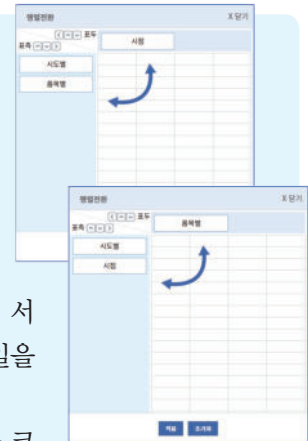 행렬전환 X 닫기
표두
표측
시점
시도별
품목별
행렬전환 X 닫기
표두
표측
품목별
시도별
시점
적용 초기화
서
일을